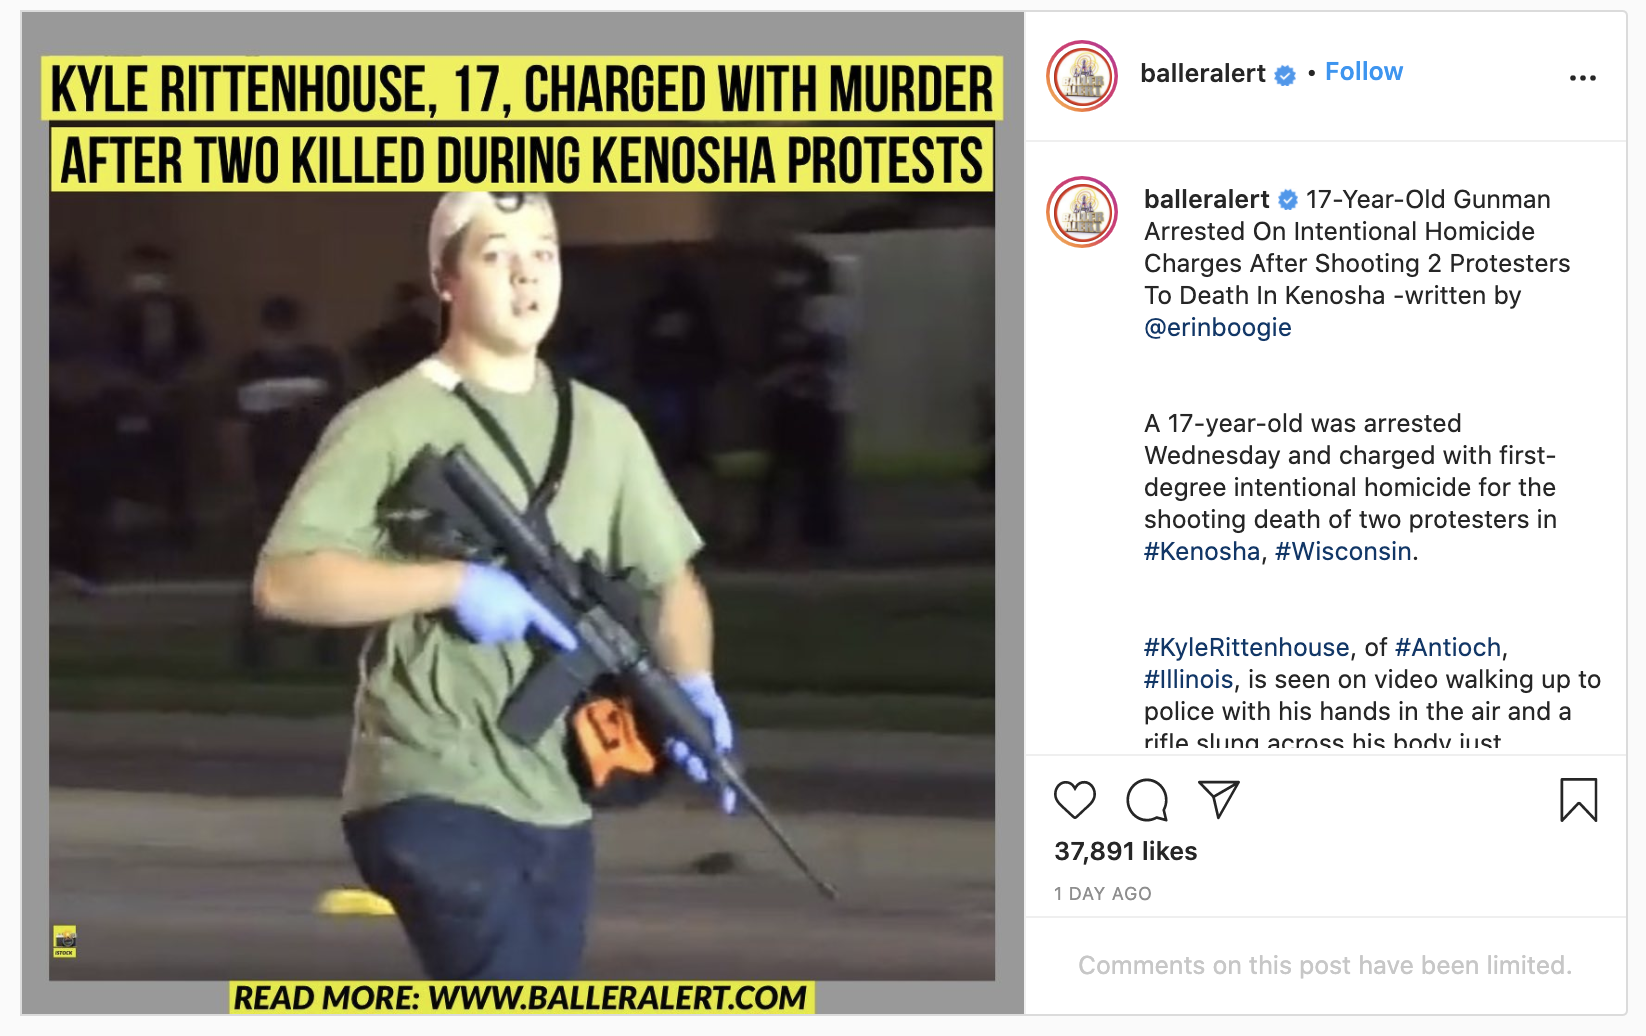 KYLE RITTENHOUSE, 17, CHARGED WITH MURDER
AFTER TWO KILLED DURING KENOSHA PROTESTS
ISTOCK
READ MORE: WWW.BALLERALERT.COM
BALLER
ALERT
balleralert • Follow
...
BALLER
ALERT
balleralert 17-Year-Old Gunman
Arrested On Intentional Homicide
Charges After Shooting 2 Protesters
To Death In Kenosha -written by
@erinboogie
A 17-year-old was arrested
Wednesday and charged with first-
degree intentional homicide for the
shooting death of two protesters in
#Kenosha, #Wisconsin.
#KyleRittenhouse, of #Antioch,
#Illinois, is seen on video walking up to
police with his hands in the air and a
rifle slung across his body just
37,891 likes
1 DAY AGO
Comments on this post have been limited.